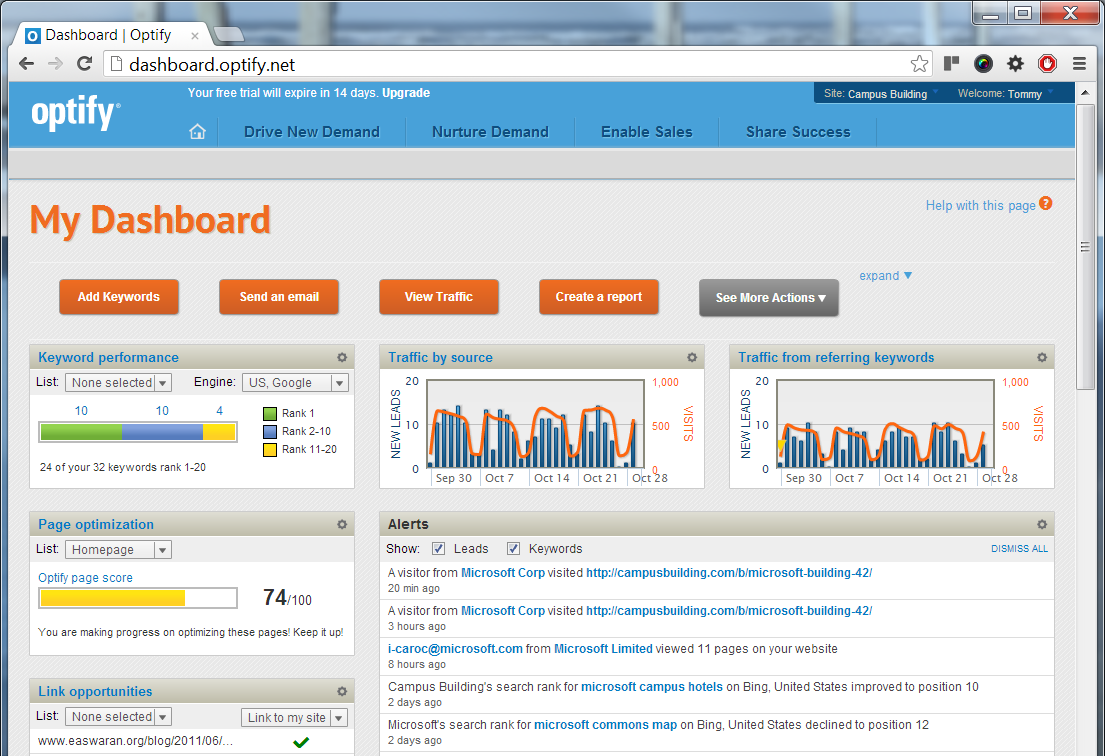 Dashboard | Optify
dashboard.optify.net
optify
Your free trial will expire in 14 days. Upgrade
Site: Campus Building
Welcome: Tommy
Drive New Demand
Nurture Demand
Enable Sales
Share Success
My Dashboard
Help with this page ?
Add Keywords
Send an email
View Traffic
Create a report
See More Actions ▾
expand ▼
Keyword performance
List: None selected
Engine: US, Google
10 10 4
Rank 1
Rank 2-10
Rank 11-20
24 of your 32 keywords rank 1-20
Traffic by source
20
10
0
NEW LEADS
1,000
500
0
VISITS
Sep 30 Oct 7 Oct 14 Oct 21 Oct 28
Traffic from referring keywords
20
10
0
NEW LEADS
1,000
500
0
VISITS
Sep 30 Oct 7 Oct 14 Oct 21 Oct 28
Page optimization
List: Homepage
Optify page score
74/100
You are making progress on optimizing these pages! Keep it up!
Link opportunities
List: None selected
Link to my site
www.easwaran.org/blog/2011/06/...
Alerts
Show: Leads Keywords
DISMISS ALL
A visitor from Microsoft Corp visited http://campusbuilding.com/b/microsoft-building-42/
20 min ago
A visitor from Microsoft Corp visited http://campusbuilding.com/b/microsoft-building-42/
3 hours ago
i-caroc@microsoft.com from Microsoft Limited viewed 11 pages on your website
8 hours ago
Campus Building's search rank for microsoft campus hotels on Bing, United States improved to position 10
2 days ago
Microsoft's search rank for microsoft commons map on Bing, United States declined to position 12
2 days ago